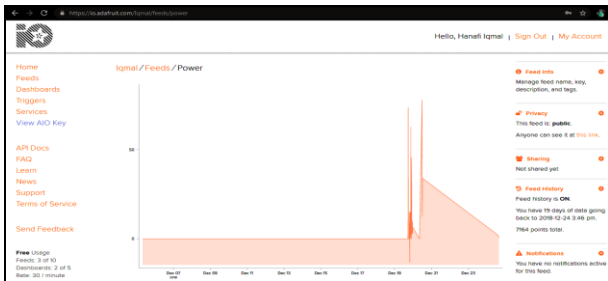 https://io.adafruit.com/Iqmal/feeds/power
Hello, Hanafi Iqmal | Sign Out | My Account
Home
Feeds
Dashboards
Triggers
Services
View AIO Key
API Docs
FAQ
Learn
News
Support
Terms of Service
Send Feedback
Free Usage
Feeds: 3 of 10
Dashboards: 2 of 5
Rate: 30 / minute
Iqmal/Feeds/Power
50
0
Dec 07
Dec 09
Dec 11
Dec 13
Dec 15
Dec 17
Dec 19
Dec 21
Dec 23
2018
Feed Info
Manage feed name, key,
description, and tags.
Privacy
This feed is: public.
Anyone can see it at this link.
Sharing
Not shared yet
Feed History
Feed history is ON.
You have 19 days of data going
back to 2018-12-24 3:46 pm.
7164 points total.
Notifications
You have no notifications active
for this feed.